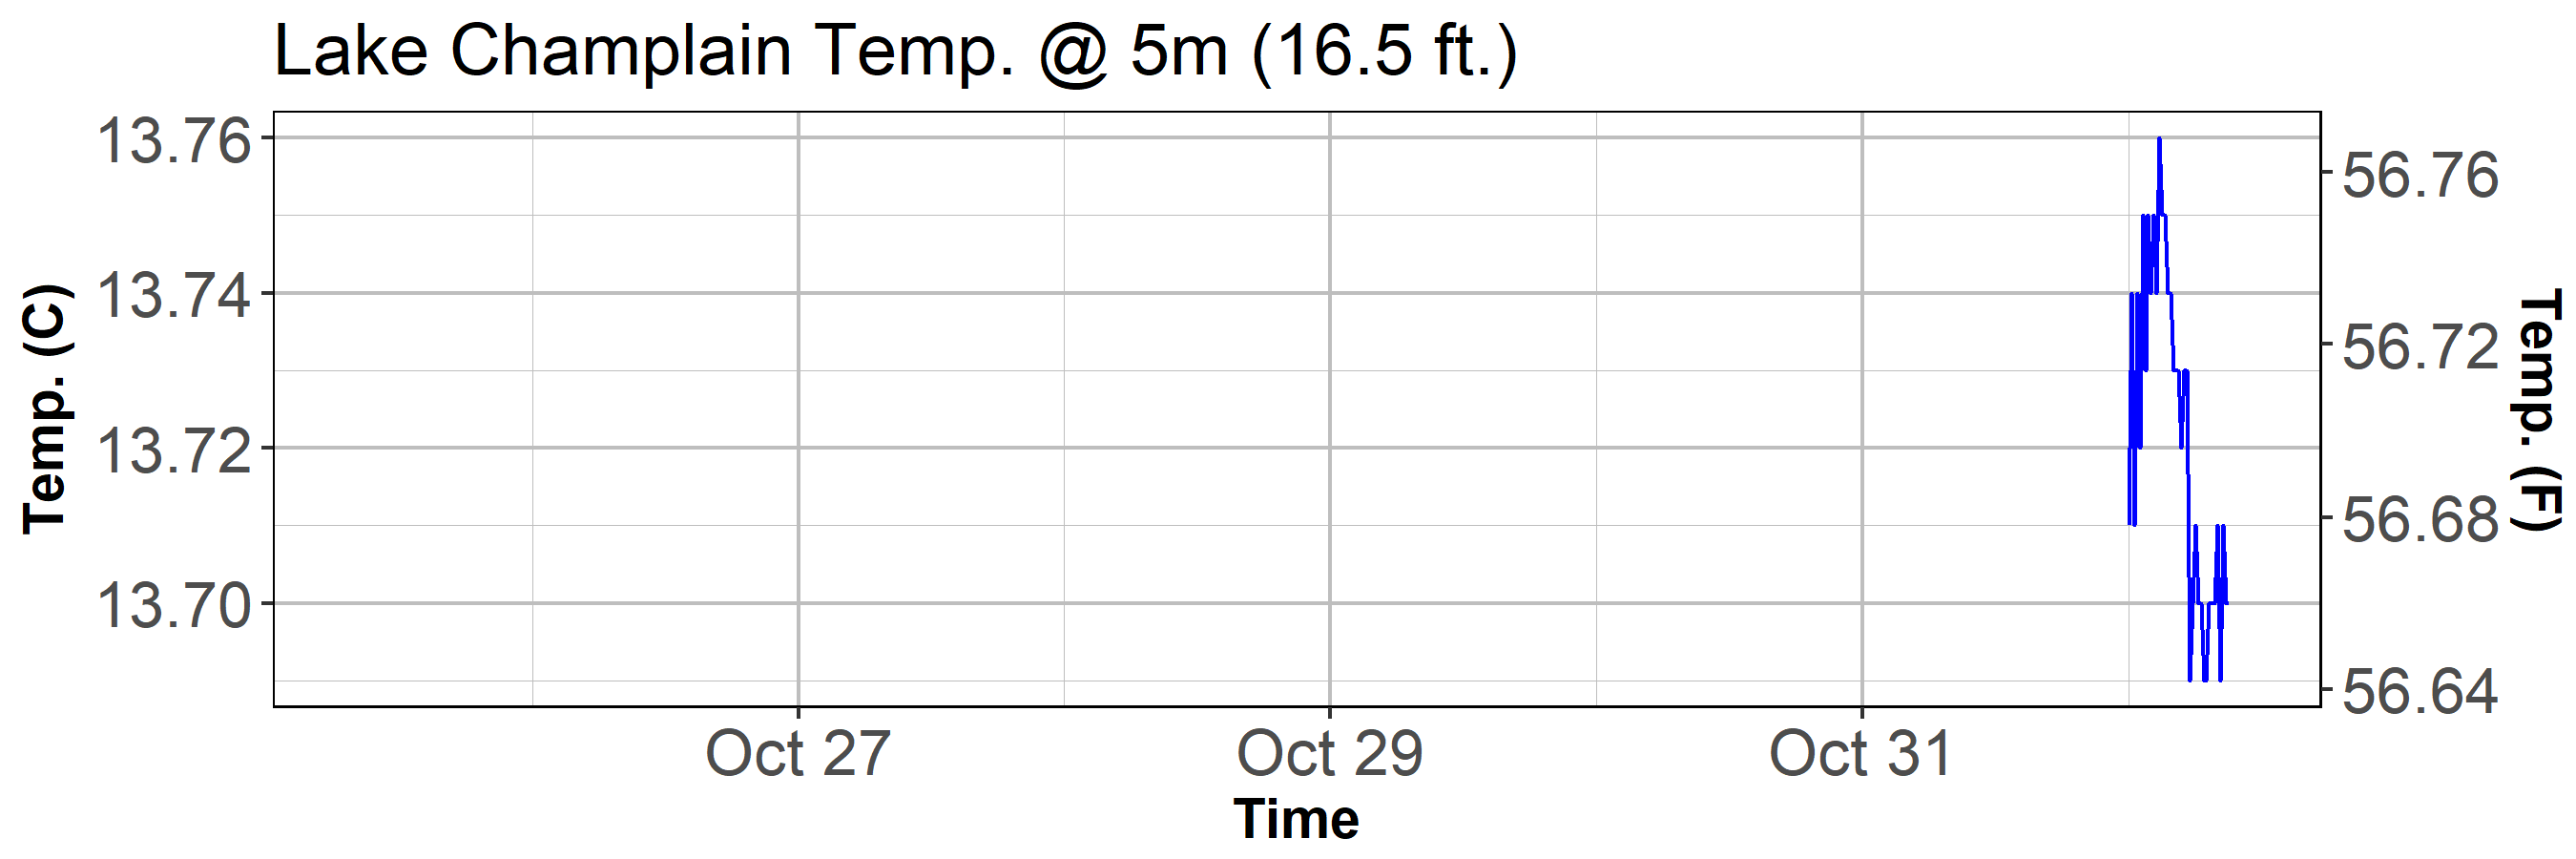 Lake Champlain Temp. @ 5m (16.5 ft.)
Temp. (C)
13.76
13.74
13.72
13.70
56.76
56.72
56.68
56.64
Temp. (F)
Oct 27
Oct 29
Oct 31
Time